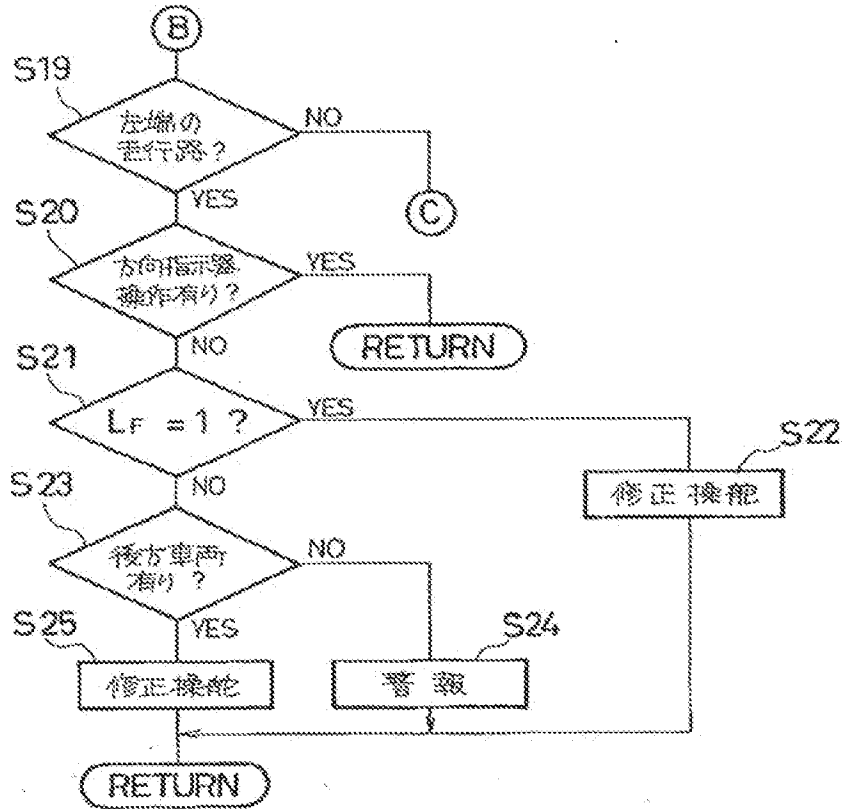 B
S19
左端の
走行路?
NO
YES
C
S20
方向指示器
操作有り?
YES
RETURN
NO
S21
LF = 1 ?
YES
S22
修正操舵
NO
S23
後方車両
有り ?
NO
YES
S25
修正操舵
S24
警報
RETURN